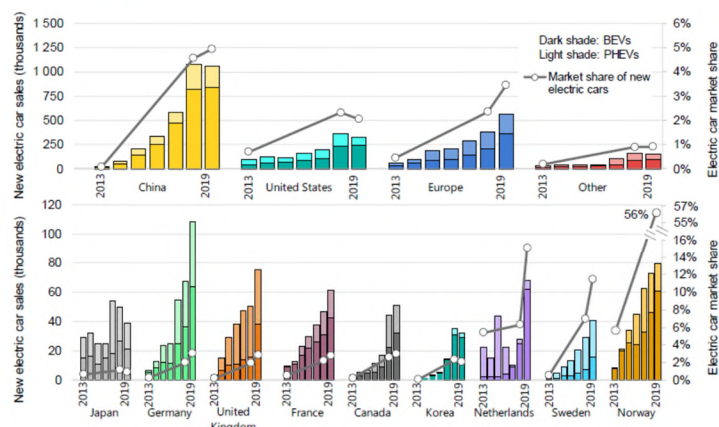 New electric car sales (thousands)
1 500
1 250
1 000
750
500
250
0
6%
5%
4%
3%
2%
1%
0%
Electric car market share
Dark shade: BEVs
Light shade: PHEVs
Market share of new
electric cars
2013 2019 2013 2019 2013 2019 2013 2019
China United States Europe Other
New electric car sales (thousands)
120
100
80
60
40
20
0
56%
57%
55%
16%
14%
12%
10%
8%
6%
4%
2%
0%
Electric car market share
2013 2019 2013 2019 2013 2019 2013 2019 2013 2019 2013 2019 2013 2019 2013 2019 2013 2019
Japan Germany United France Canada Korea Netherlands Sweden Norway
Kingdom